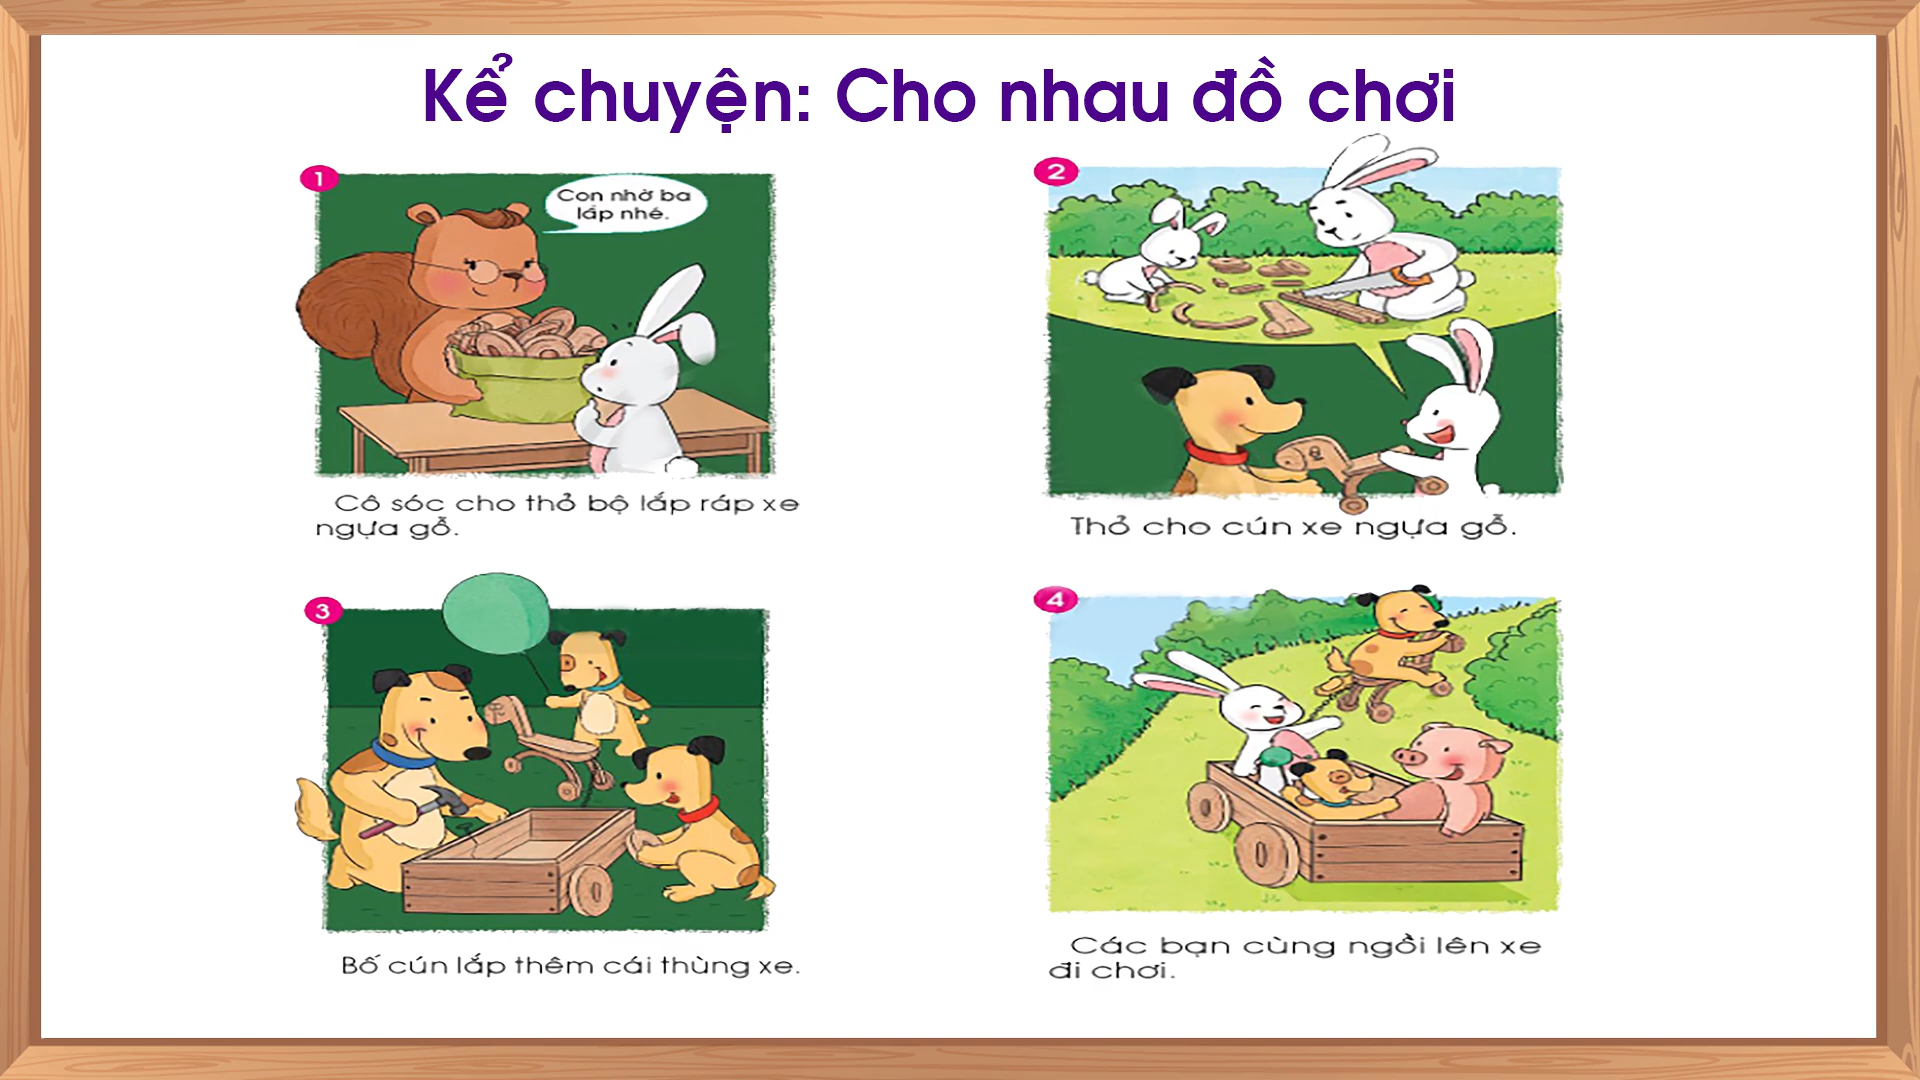 Kể chuyện: Cho nhau đồ chơi
1
Con nhờ ba
lắp nhé.
Cô sóc cho thỏ bộ lắp ráp xe
ngựa gỗ.
2
Thỏ cho cún xe ngựa gỗ.
3
Bố cún lắp thêm cái thùng xe.
4
Các bạn cùng ngồi lên xe
đi chơi.